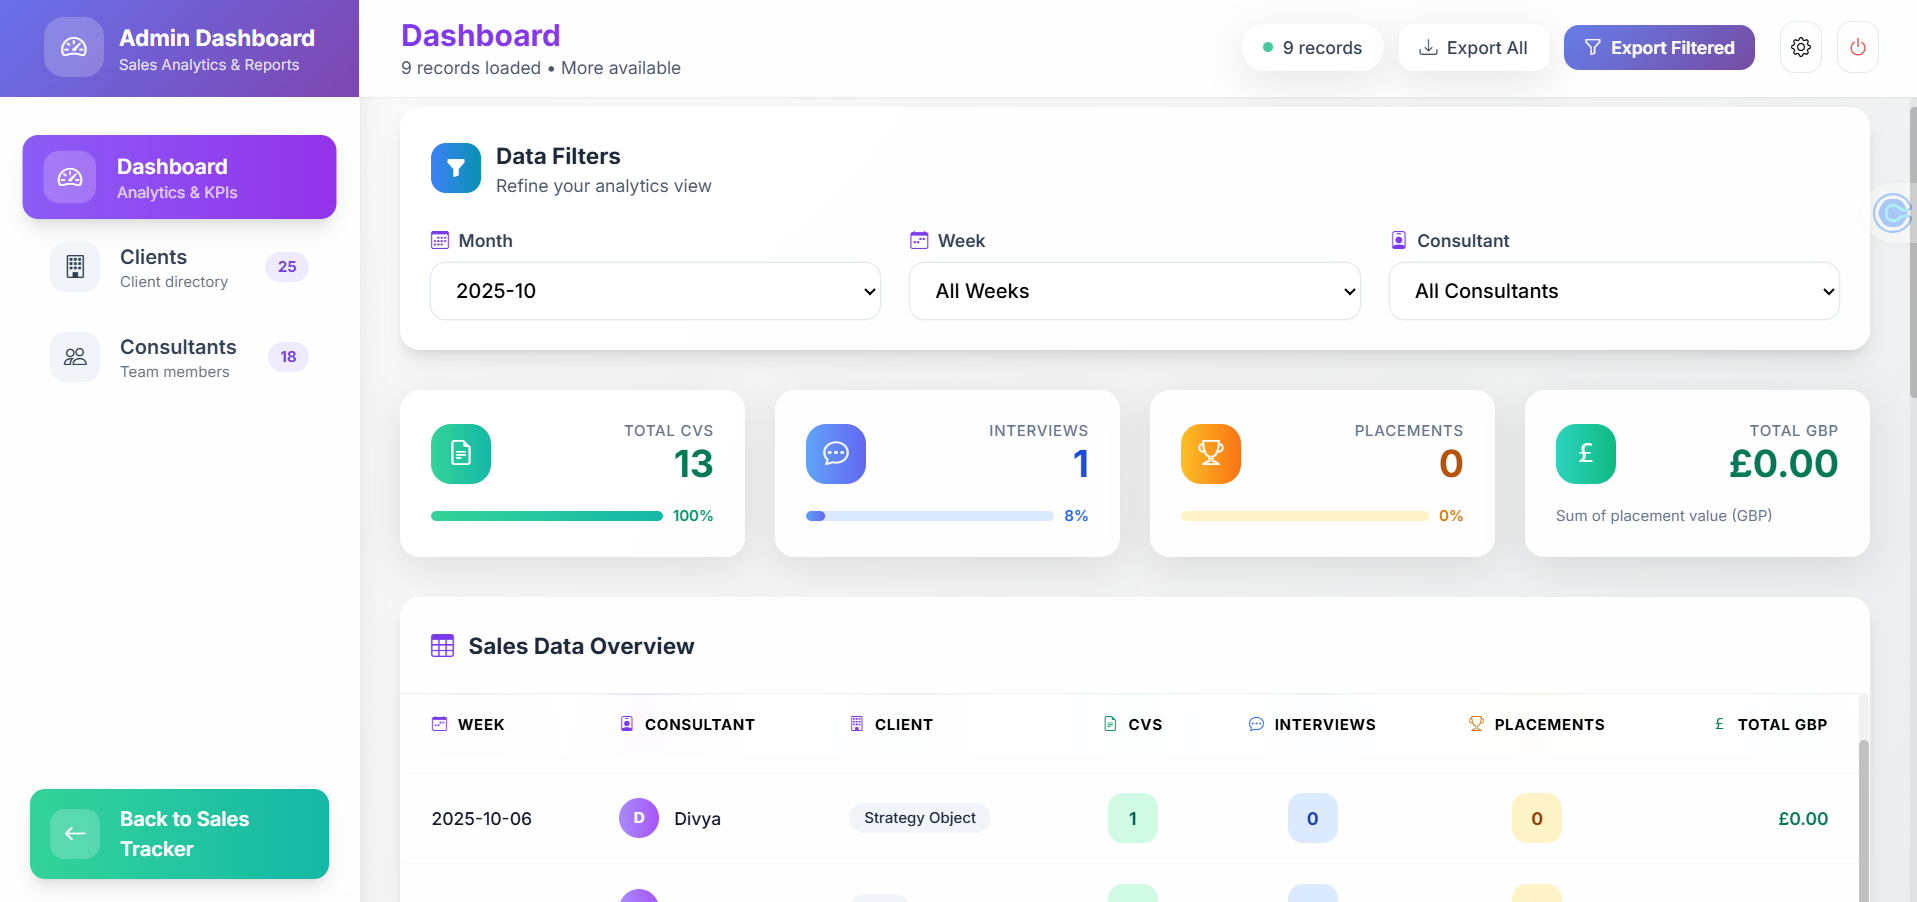 Admin Dashboard
Sales Analytics & Reports
Dashboard
Analytics & KPIs
Clients
Client directory
25
Consultants
Team members
18
Back to Sales
Tracker
Dashboard
9 records loaded • More available
9 records
Export All
Export Filtered
Data Filters
Refine your analytics view
Month
2025-10
Week
All Weeks
Consultant
All Consultants
TOTAL CVS
13
100%
INTERVIEWS
1
8%
PLACEMENTS
0
0%
£
TOTAL GBP
£0.00
Sum of placement value (GBP)
Sales Data Overview
WEEK CONSULTANT CLIENT CVS INTERVIEWS PLACEMENTS £ TOTAL GBP
2025-10-06 D Divya Strategy Object 1 0 0 £0.00